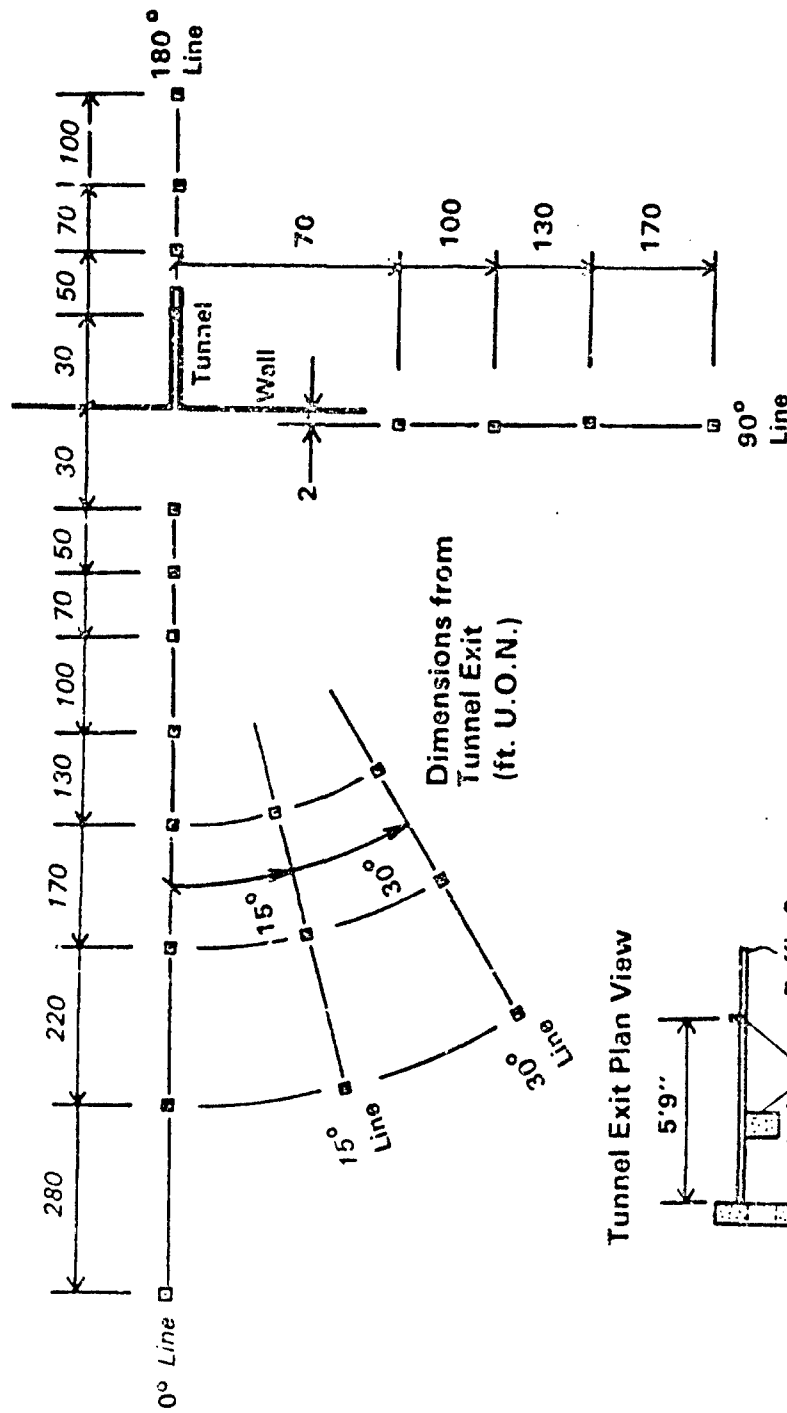 280
220
170
130
100
70
50
30
30
50
70
100
0° Line
180°
Line
Tunnel
Wall
2
70
100
130
170
90°
Line
15°
30°
15°
Line
30°
Line
Dimensions from
Tunnel Exit
(ft. U.O.N.)
Tunnel Exit Plan View
5'9"